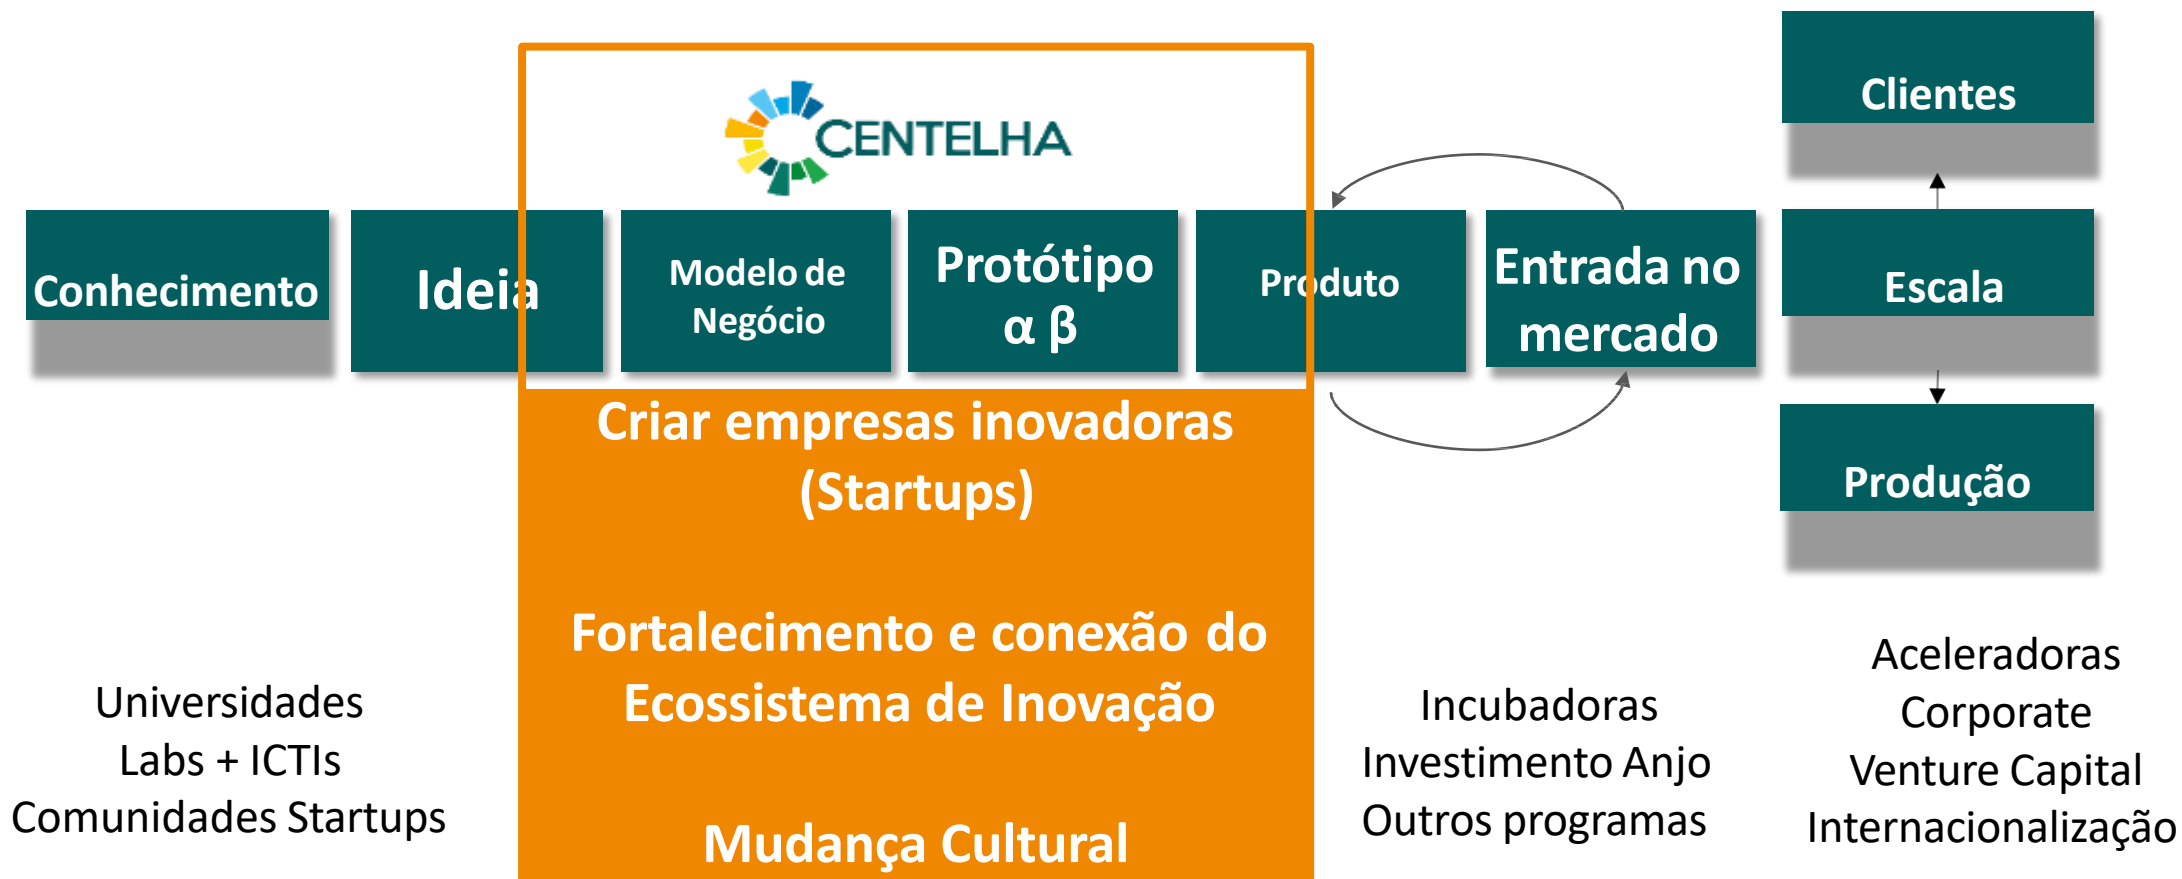 CENTELHA
Clientes
Conhecimento
Ideia
Modelo de
Negócio
Protótipo
α β
Produto
Entrada no
mercado
Escala
Produção
Criar empresas inovadoras
(Startups)
Fortalecimento e conexão do
Ecossistema de Inovação
Mudança Cultural
Universidades
Labs + ICTIs
Comunidades Startups
Incubadoras
Investimento Anjo
Outros programas
Aceleradoras
Corporate
Venture Capital
Internacionalização